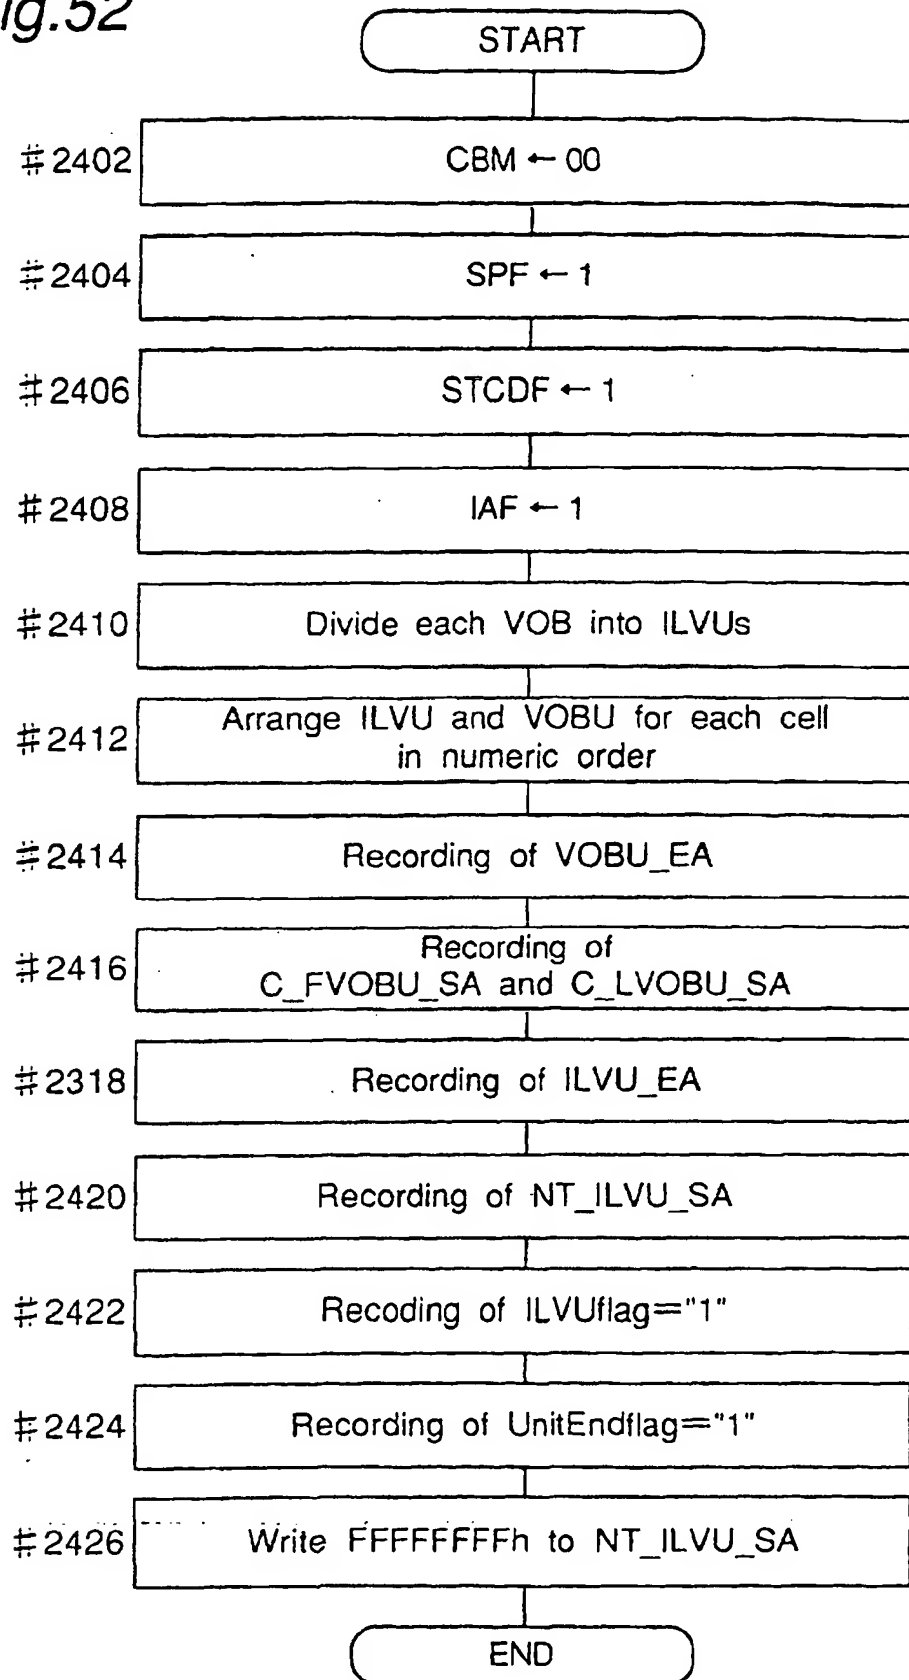 ig.52
START
#2402 CBM ← 00
#2404 SPF ← 1
#2406 STCDF ← 1
#2408 IAF ← 1
#2410 Divide each VOB into ILVUs
#2412 Arrange ILVU and VOBU for each cell
in numeric order
#2414 Recording of VOBU_EA
#2416 Recording of
C_FVOBU_SA and C_LVOBU_SA
#2318 Recording of ILVU_EA
#2420 Recording of NT_ILVU_SA
#2422 Recoding of ILVUflag="1"
#2424 Recording of UnitEndflag="1"
#2426 Write FFFFFFFFh to NT_ILVU_SA
END